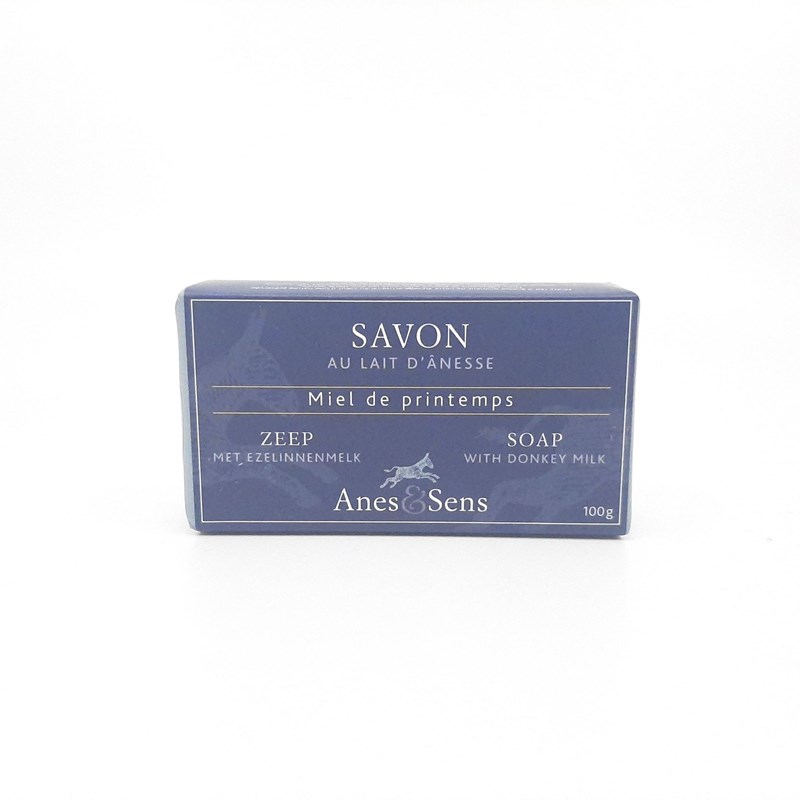 SAVON
AU LAIT D'ÂNESSE
Miel de printemps
ZEEP
MET EZELINNENMELK
SOAP
WITH DONKEY MILK
Anes&Sens
100g